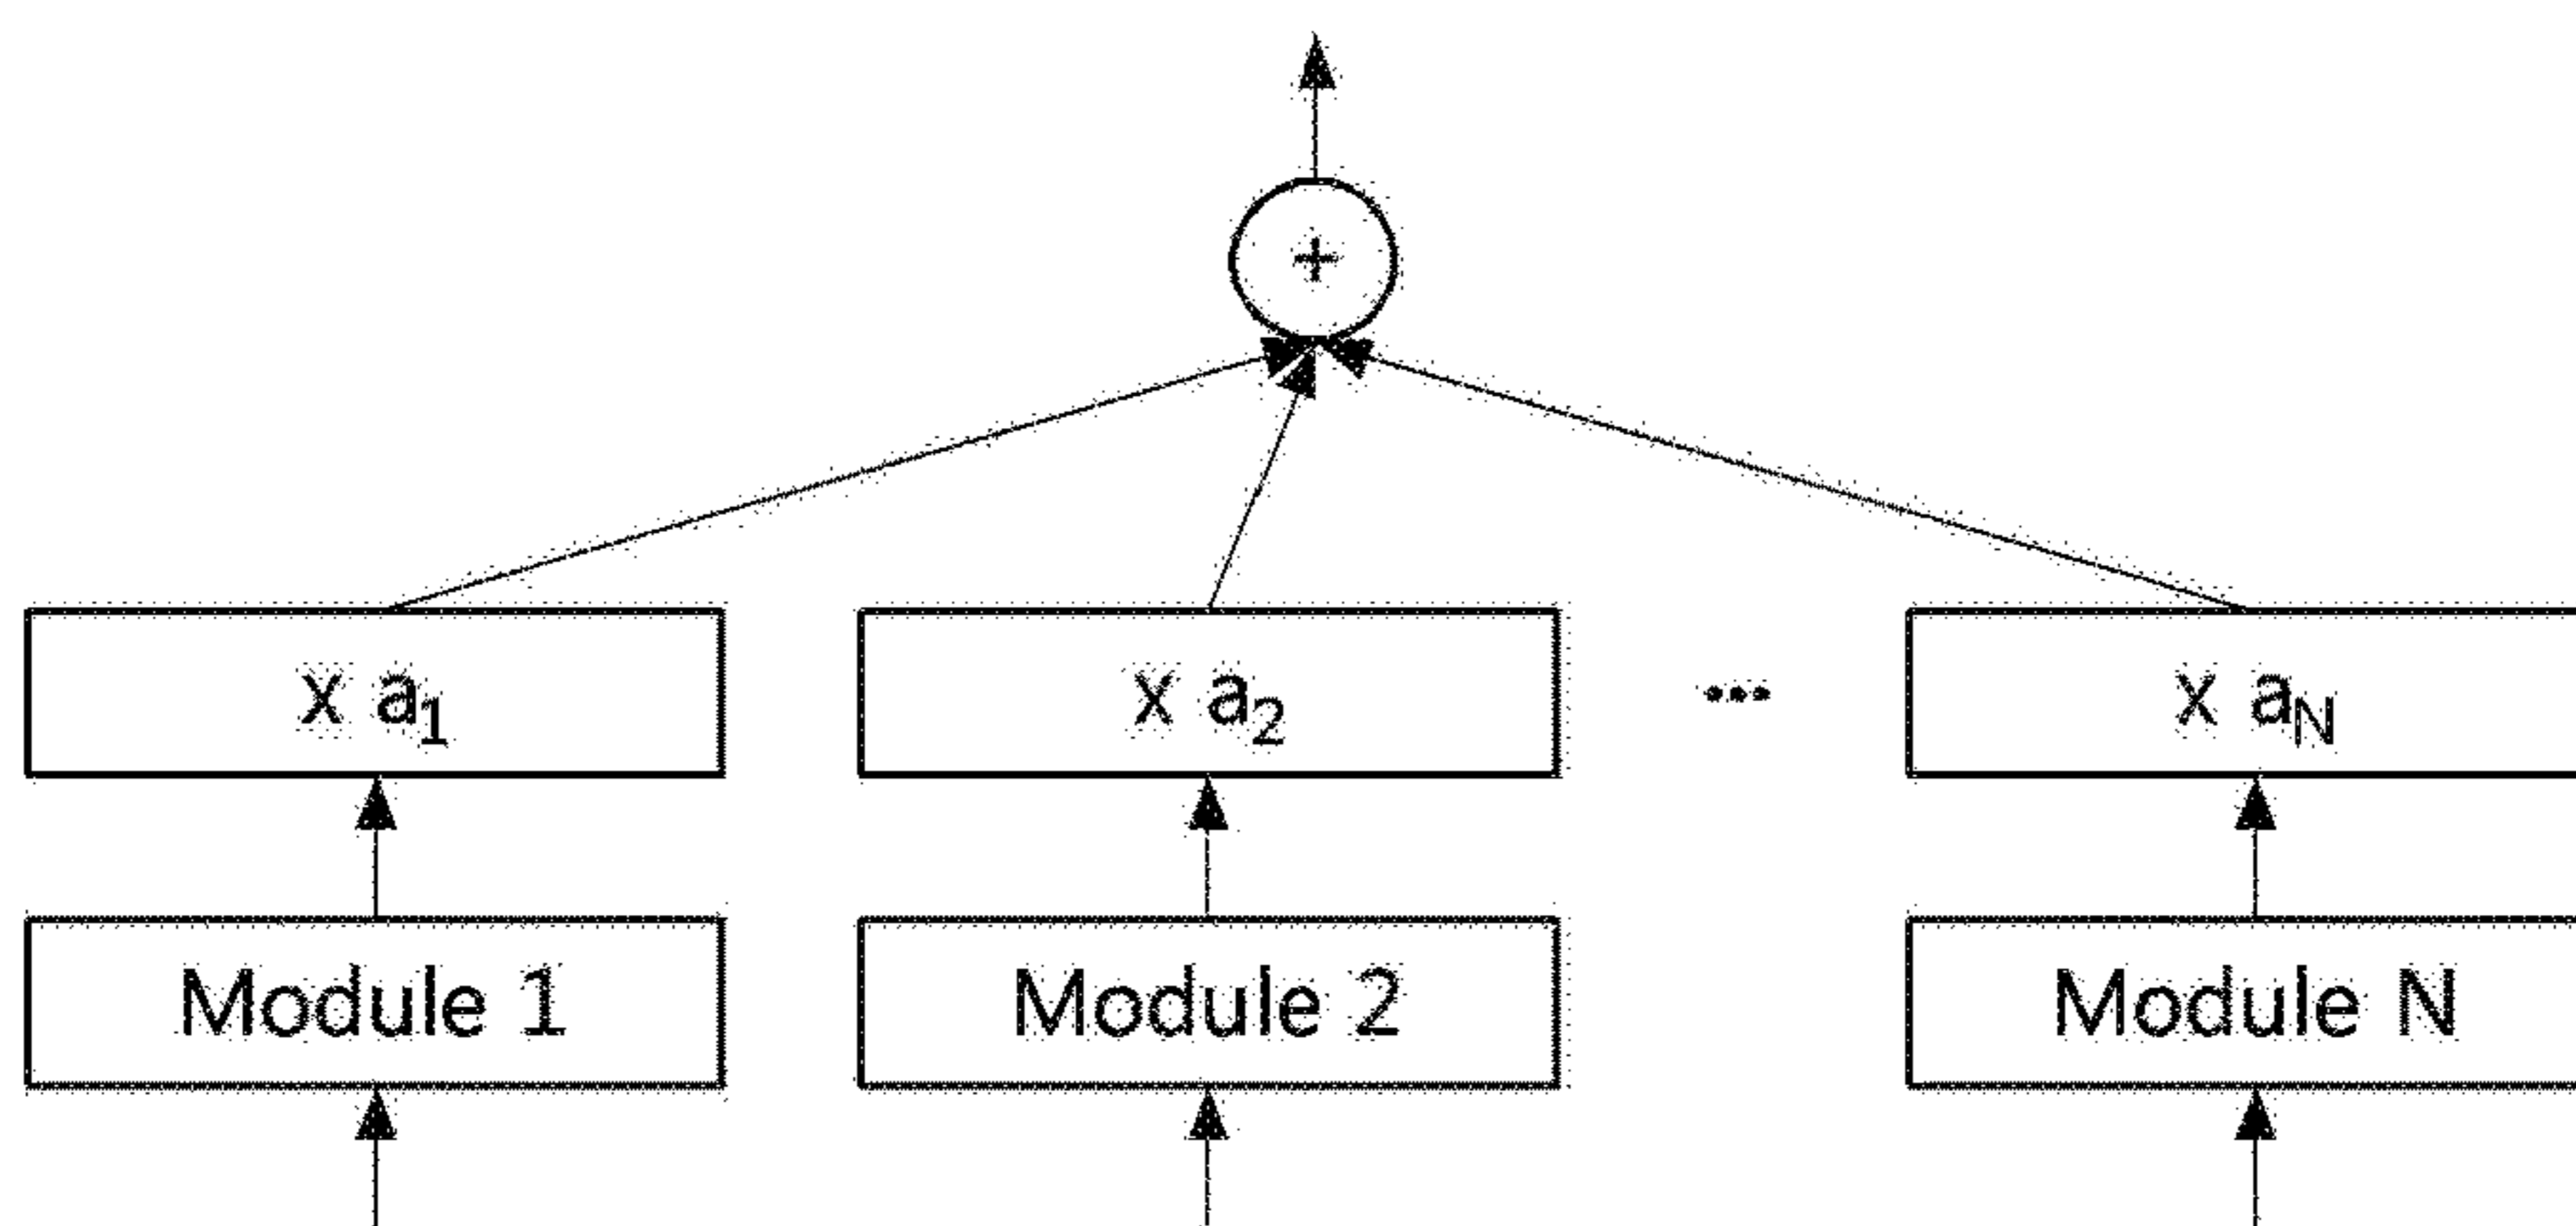 +
x a₁ x a₂ ... x aN
Module 1 Module 2 Module N